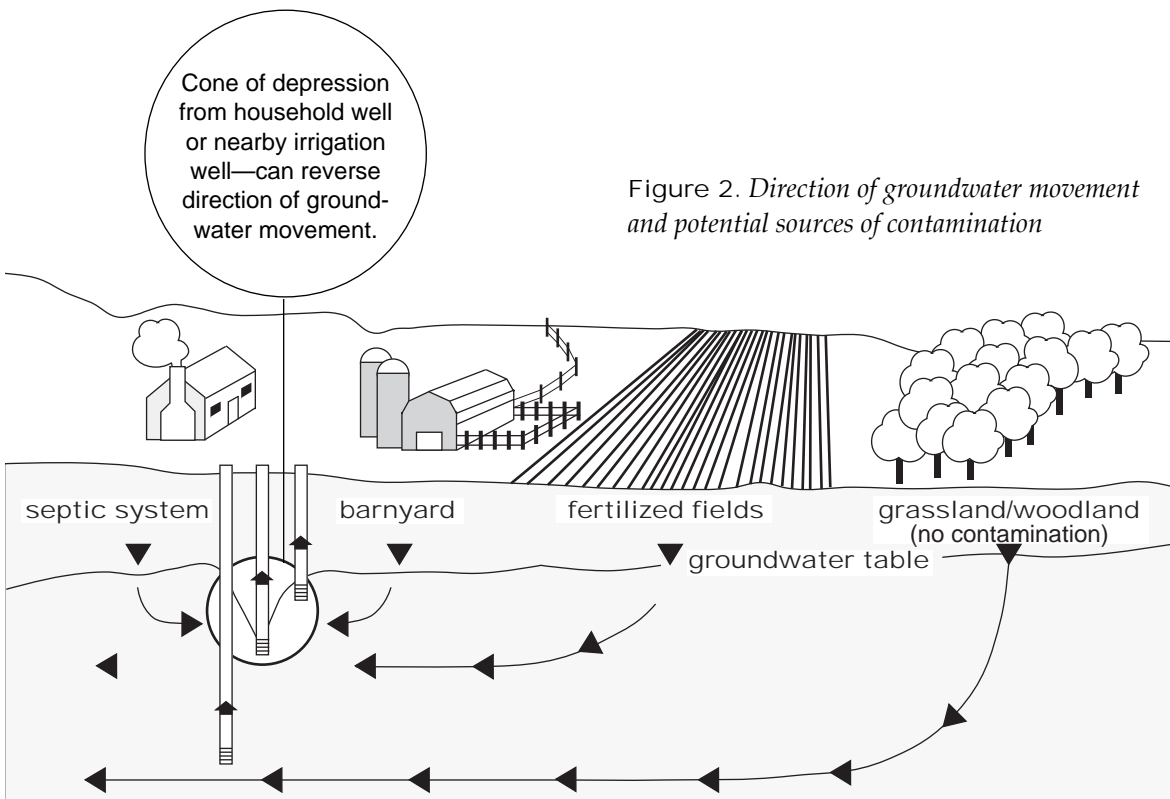 Cone of depression
from household well
or nearby irrigation
well—can reverse
direction of ground-
water movement.
Figure 2. Direction of groundwater movement
and potential sources of contamination
septic system
barnyard
fertilized fields
grassland/woodland
(no contamination)
groundwater table